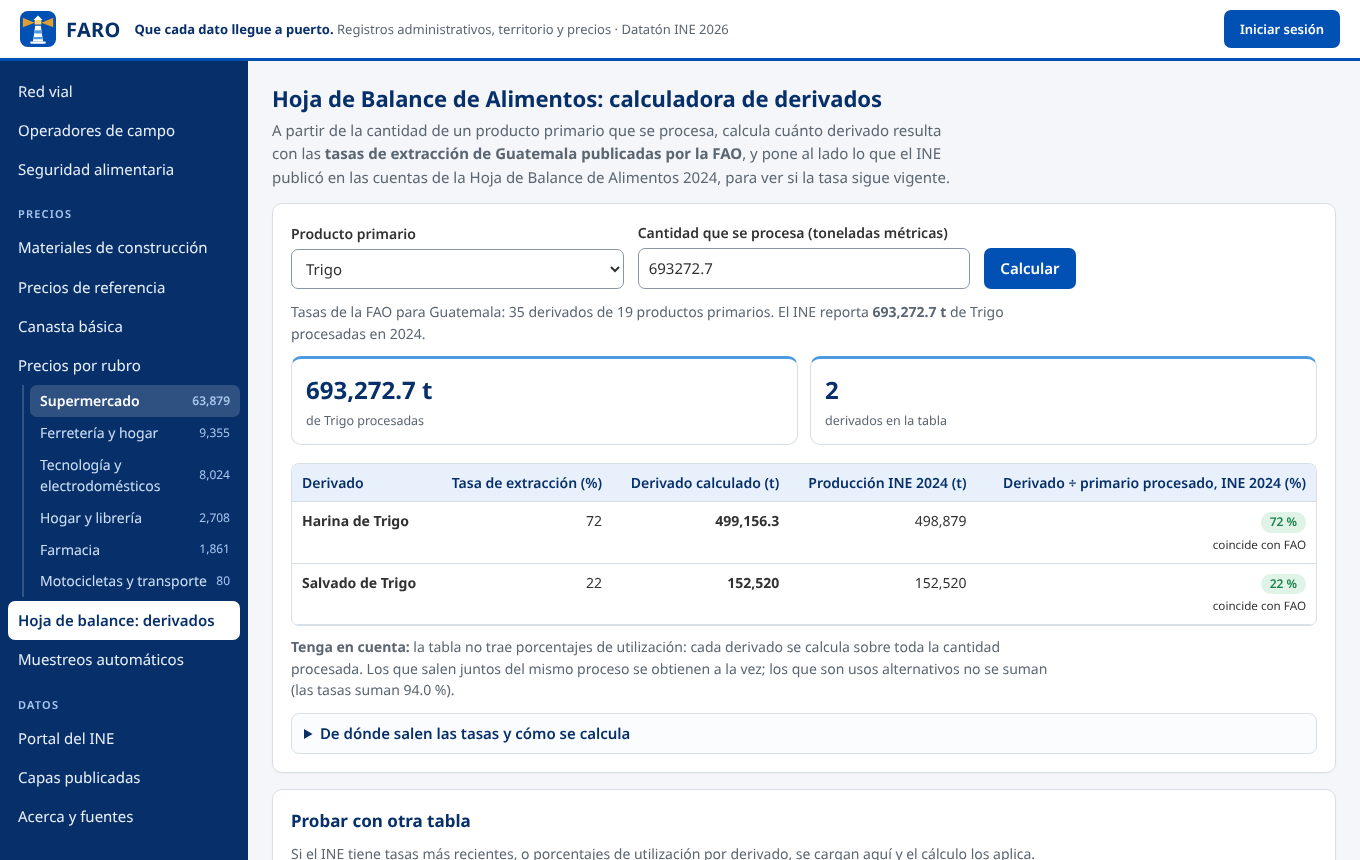 FARO
Que cada dato llegue a puerto. Registros administrativos, territorio y precios · Datatón INE 2026
Iniciar sesión
Red vial
Operadores de campo
Seguridad alimentaria
PRECIOS
Materiales de construcción
Precios de referencia
Canasta básica
Precios por rubro
Supermercado 63,879
Ferretería y hogar 9,355
Tecnología y
electrodomésticos 8,024
Hogar y librería 2,708
Farmacia 1,861
Motocicletas y transporte 80
Hoja de balance: derivados
Muestreos automáticos
DATOS
Portal del INE
Capas publicadas
Acerca y fuentes
Hoja de Balance de Alimentos: calculadora de derivados
A partir de la cantidad de un producto primario que se procesa, calcula cuánto derivado resulta
con las tasas de extracción de Guatemala publicadas por la FAO, y pone al lado lo que el INE
publicó en las cuentas de la Hoja de Balance de Alimentos 2024, para ver si la tasa sigue vigente.
Producto primario
Trigo
Cantidad que se procesa (toneladas métricas)
693272.7
Calcular
Tasas de la FAO para Guatemala: 35 derivados de 19 productos primarios. El INE reporta 693,272.7 t de Trigo
procesadas en 2024.
693,272.7 t
de Trigo procesadas
2
derivados en la tabla
Derivado Tasa de extracción (%) Derivado calculado (t) Producción INE 2024 (t) Derivado ÷ primario procesado, INE 2024 (%)
Harina de Trigo 72 499,156.3 498,879 72 %
coincide con FAO
Salvado de Trigo 22 152,520 152,520 22 %
coincide con FAO
Tenga en cuenta: la tabla no trae porcentajes de utilización: cada derivado se calcula sobre toda la cantidad
procesada. Los que salen juntos del mismo proceso se obtienen a la vez; los que son usos alternativos no se suman
(las tasas suman 94.0 %).
De dónde salen las tasas y cómo se calcula
Probar con otra tabla
Si el INE tiene tasas más recientes, o porcentajes de utilización por derivado, se cargan aquí y el cálculo los aplica.